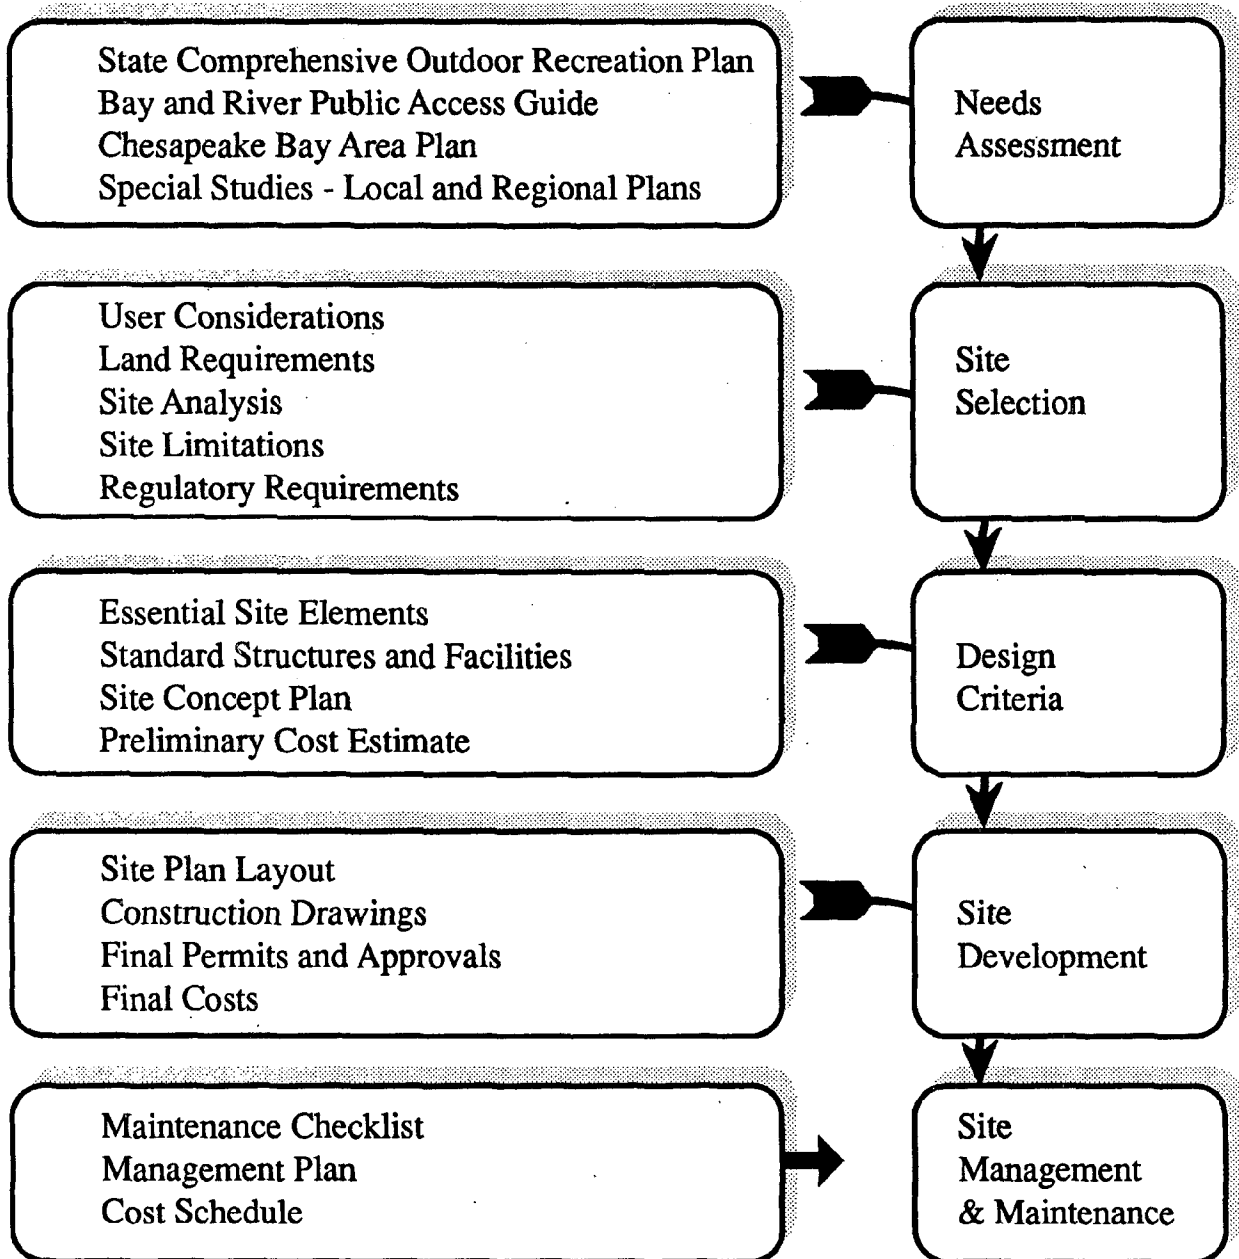 State Comprehensive Outdoor Recreation Plan
Bay and River Public Access Guide
Chesapeake Bay Area Plan
Special Studies - Local and Regional Plans
Needs
Assessment
User Considerations
Land Requirements
Site Analysis
Site Limitations
Regulatory Requirements
Site
Selection
Essential Site Elements
Standard Structures and Facilities
Site Concept Plan
Preliminary Cost Estimate
Design
Criteria
Site Plan Layout
Construction Drawings
Final Permits and Approvals
Final Costs
Site
Development
Maintenance Checklist
Management Plan
Cost Schedule
Site
Management
& Maintenance